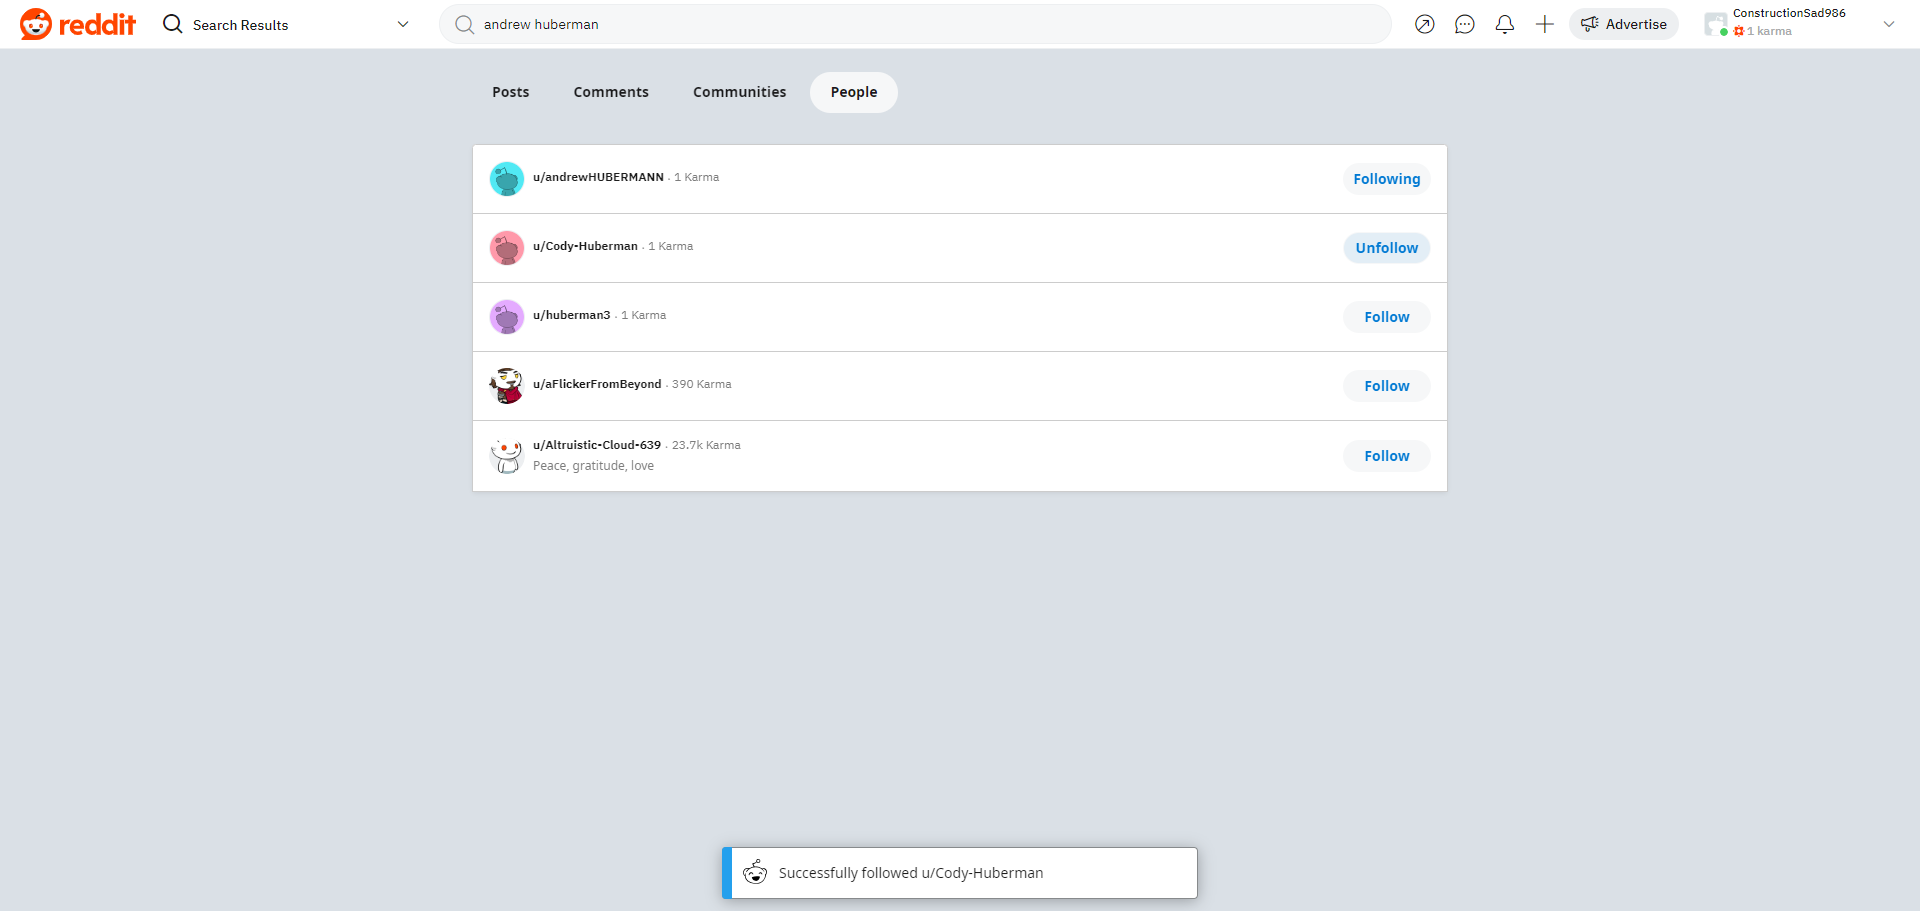 reddit Search Results andrew huberman Advertise ConstructionSad986
1 karma
Posts Comments Communities People
u/andrewHUBERMANN · 1 Karma Following
u/Cody-Huberman · 1 Karma Unfollow
u/huberman3 · 1 Karma Follow
u/aFlickerFromBeyond · 390 Karma Follow
u/Altruistic-Cloud-639 · 23.7k Karma
Peace, gratitude, love
Follow
Successfully followed u/Cody-Huberman